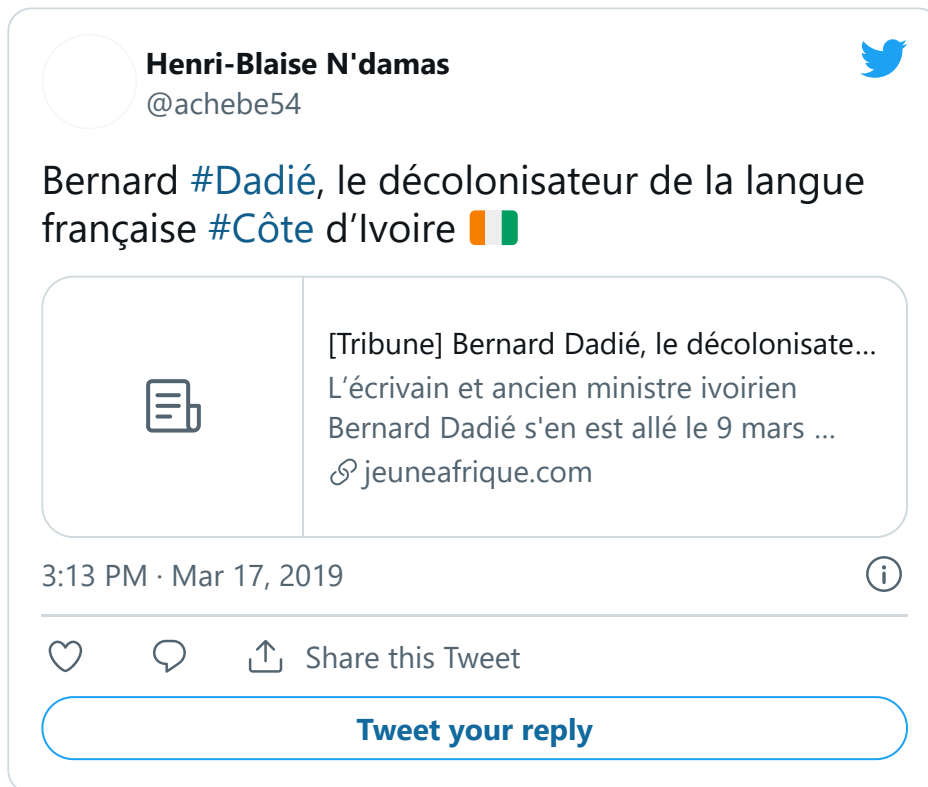 Henri-Blaise N'damas
@achebe54
Bernard #Dadié, le décolonisateur de la langue
française #Côte d’Ivoire 🇨🇮
[Tribune] Bernard Dadié, le décolonisate...
L’écrivain et ancien ministre ivoirien
Bernard Dadié s'en est allé le 9 mars ...
jeuneafrique.com
3:13 PM · Mar 17, 2019
Share this Tweet
Tweet your reply